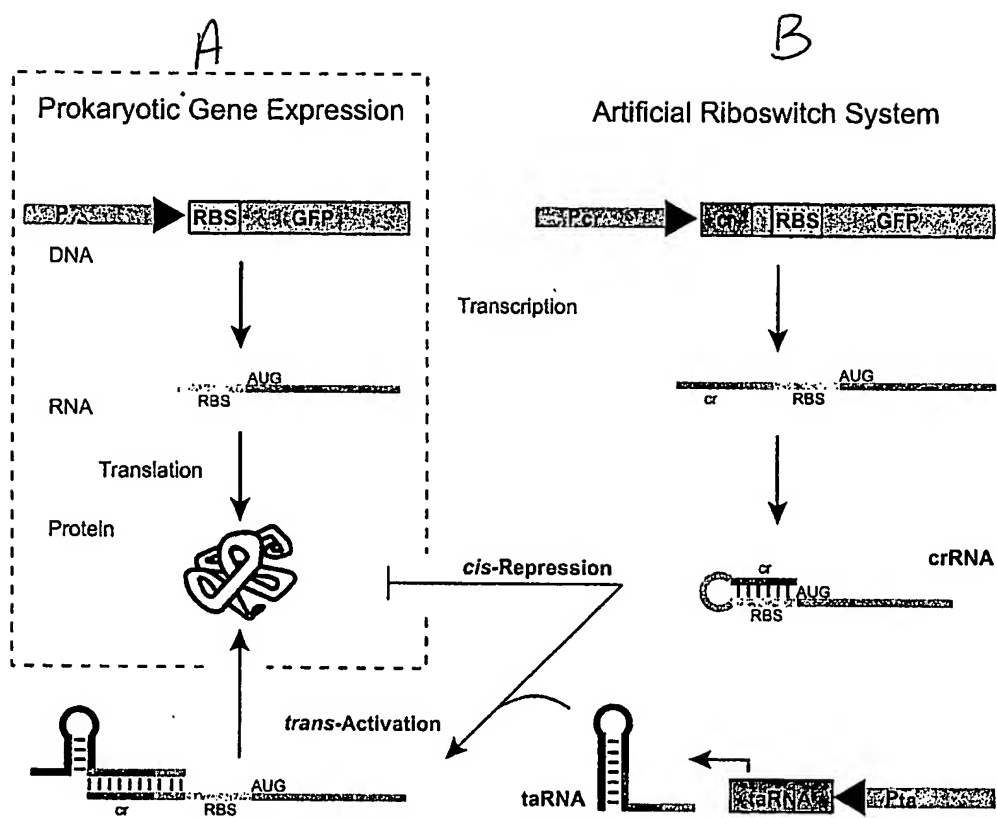 A
B
Prokaryotic Gene Expression
Artificial Riboswitch System
RBS GFP
Pcr cr RBS GFP
DNA
Transcription
AUG
RBS
RNA
AUG
cr RBS
Translation
Protein
cis-Repression
crRNA
cr
AUG
RBS
trans-Activation
AUG
cr RBS
taRNA
taRNA Pta